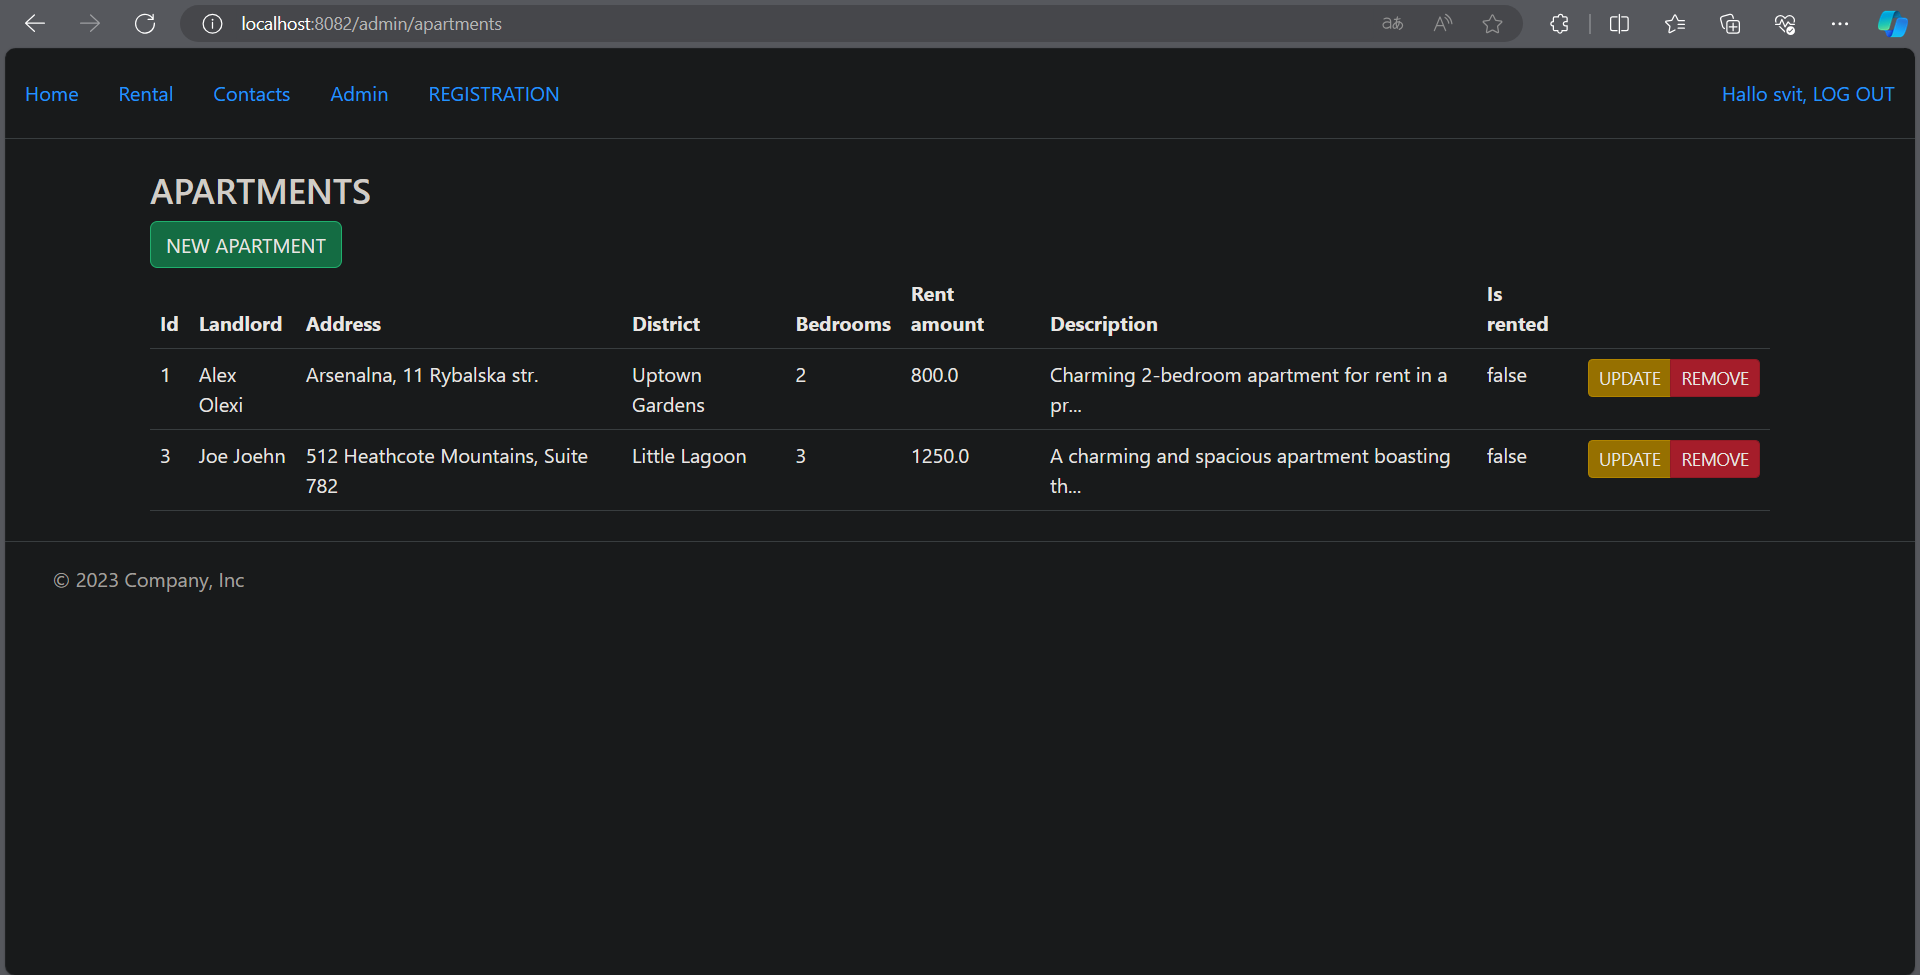 localhost:8082/admin/apartments
Home Rental Contacts Admin REGISTRATION Hallo svit, LOG OUT
APARTMENTS
NEW APARTMENT
Id Landlord Address District Bedrooms Rent amount Description Is rented
1 Alex Olexi Arsenalna, 11 Rybalska str. Uptown Gardens 2 800.0 Charming 2-bedroom apartment for rent in a pr... false UPDATE REMOVE
3 Joe Joehn 512 Heathcote Mountains, Suite 782 Little Lagoon 3 1250.0 A charming and spacious apartment boasting th... false UPDATE REMOVE
© 2023 Company, Inc